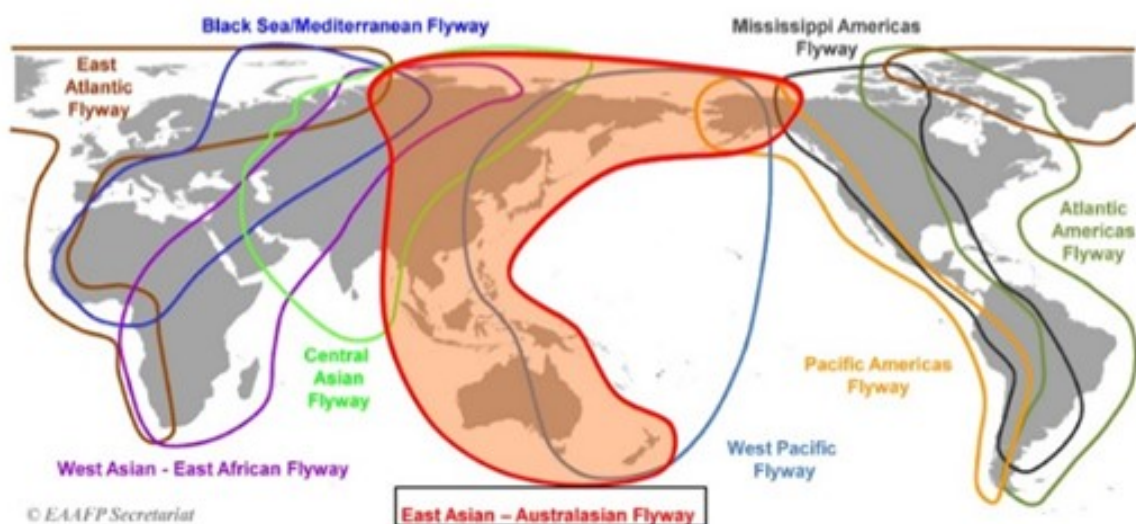 Black Sea/Mediterranean Flyway
Mississippi Americas
Flyway
East
Atlantic
Flyway
Atlantic
Americas
Flyway
Central
Asian
Flyway
Pacific Americas
Flyway
West Asian - East African Flyway
West Pacific
Flyway
© EAAFP Secretariat
East Asian – Australasian Flyway